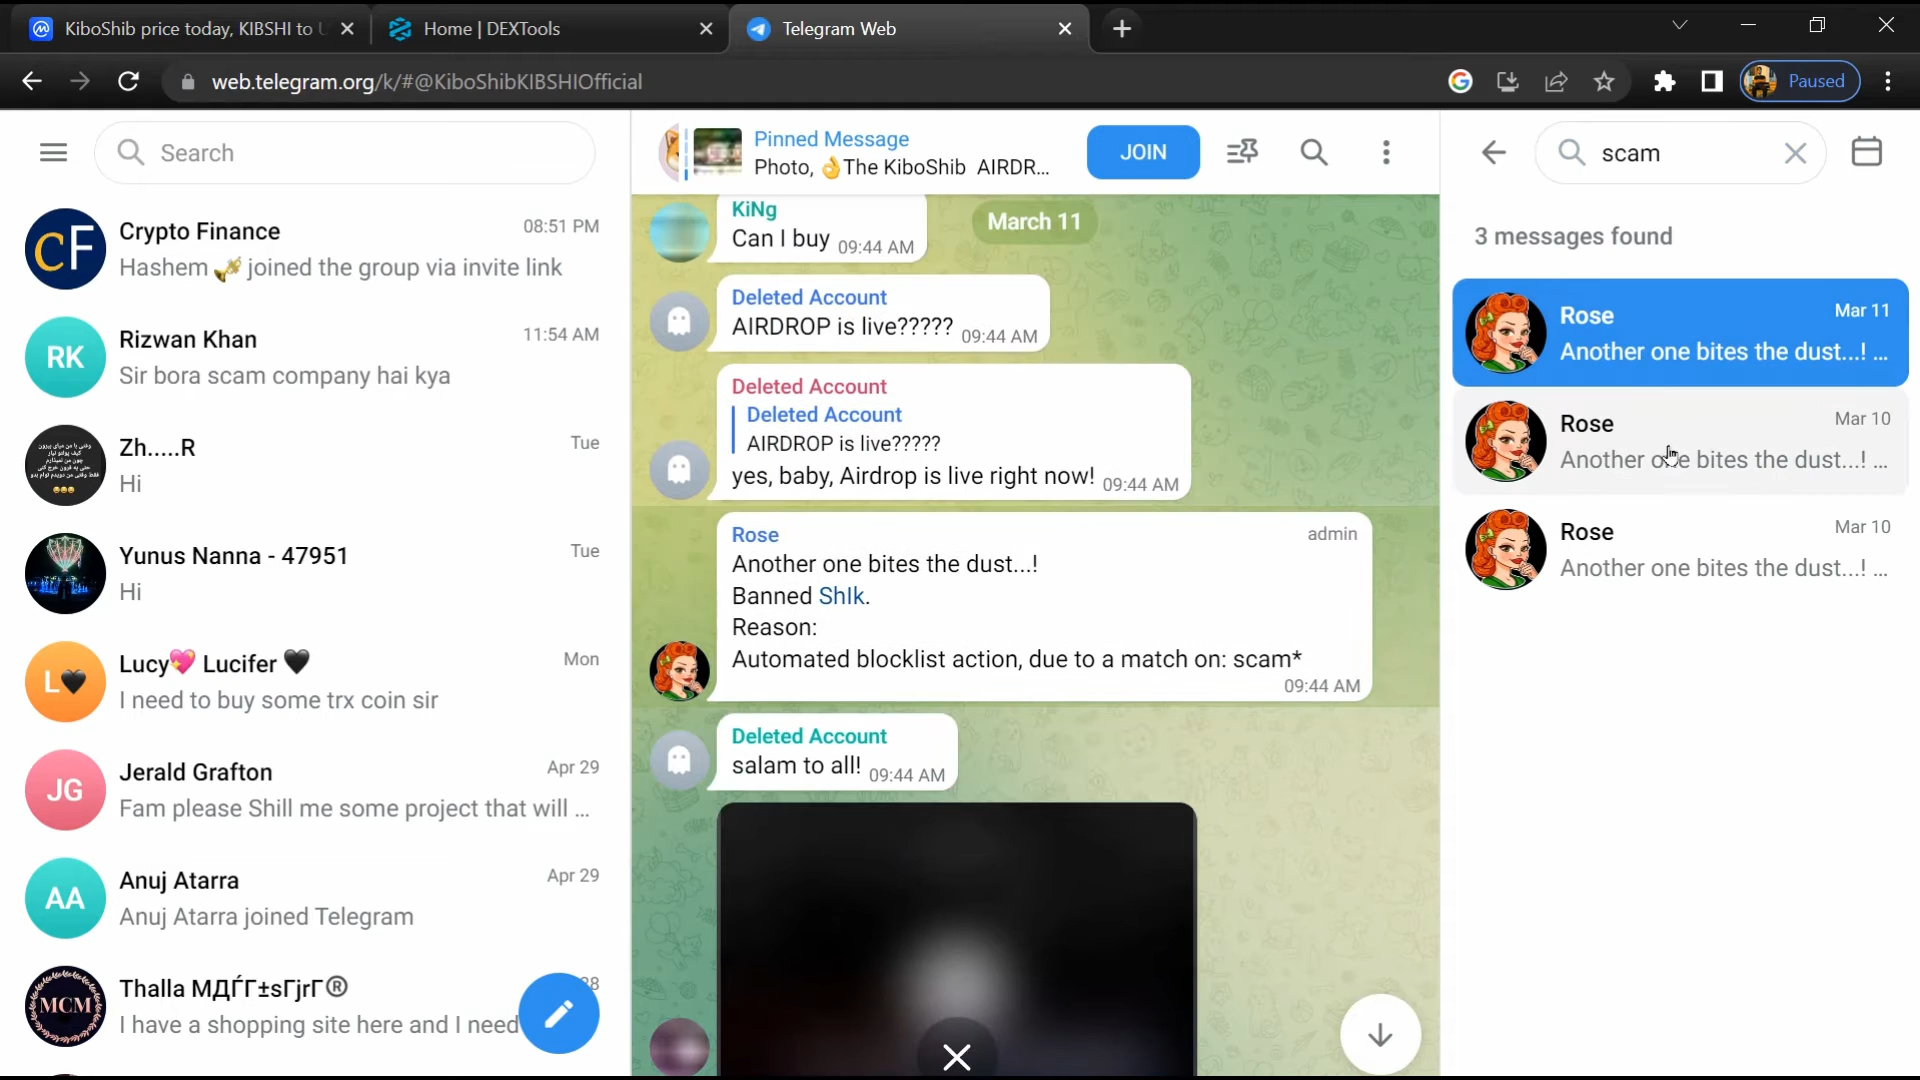 KiboShib price today, KIBSHI to U
Home | DEXTools
Telegram Web
web.telegram.org/k/#@KiboShibKIBSHIOfficial
Paused
Search
CF
Crypto Finance
08:51 PM
Hashem 🎺 joined the group via invite link
RK
Rizwan Khan
11:54 AM
Sir bora scam company hai kya
Zh.....R
Tue
Hi
Yunus Nanna - 47951
Tue
Hi
L🖤
Lucy💖 Lucifer 🖤
Mon
I need to buy some trx coin sir
JG
Jerald Grafton
Apr 29
Fam please Shill me some project that will ...
AA
Anuj Atarra
Apr 29
Anuj Atarra joined Telegram
MCM
Thalla МДЃГ±sГјrГ®
I have a shopping site here and I need
Pinned Message
Photo, 👌The KiboShib AIRDR...
JOIN
March 11
KiNg
Can I buy 09:44 AM
Deleted Account
AIRDROP is live????? 09:44 AM
Deleted Account
Deleted Account
AIRDROP is live?????
yes, baby, Airdrop is live right now! 09:44 AM
Rose
admin
Another one bites the dust...!
Banned ShIk.
Reason:
Automated blocklist action, due to a match on: scam*
09:44 AM
Deleted Account
salam to all! 09:44 AM
scam
3 messages found
Rose
Mar 11
Another one bites the dust...! ...
Rose
Mar 10
Another one bites the dust...! ...
Rose
Mar 10
Another one bites the dust...! ...